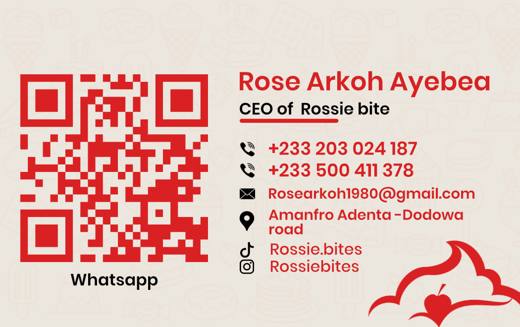 Rose Arkoh Ayebea
CEO of Rossie bite
+233 203 024 187
+233 500 411 378
Rosearkoh1980@gmail.com
Amanfro Adenta -Dodowa
road
Rossie.bites
Rossiebites
Whatsapp